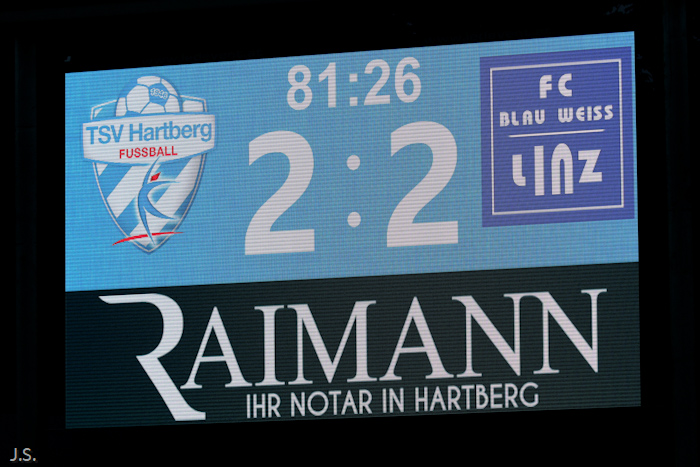 81:26
TSV Hartberg
FUSSBALL
2:2
FC
BLAU WEISS
LINZ
RAIMANN
IHR NOTAR IN HARTBERG
J.S.